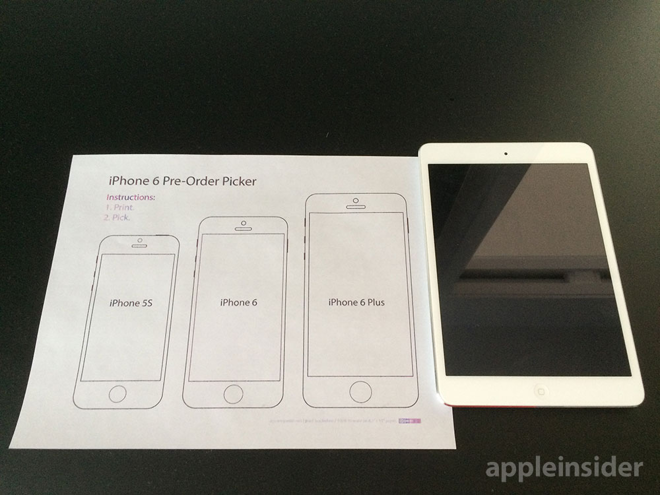 iPhone 6 Pre-Order Picker
Instructions:
1. Print.
2. Pick.
iPhone 5S
iPhone 6
iPhone 6 Plus
appleinsider